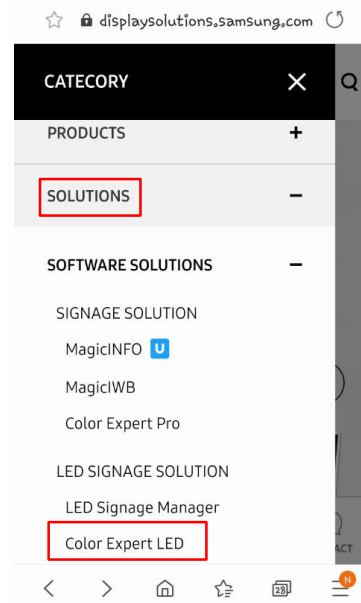 displaysolutions.samsung.com
CATECORY
PRODUCTS
SOLUTIONS
SOFTWARE SOLUTIONS
SIGNAGE SOLUTION
MagicINFO U
MagicIWB
Color Expert Pro
LED SIGNAGE SOLUTION
LED Signage Manager
Color Expert LED
ACT
28
N